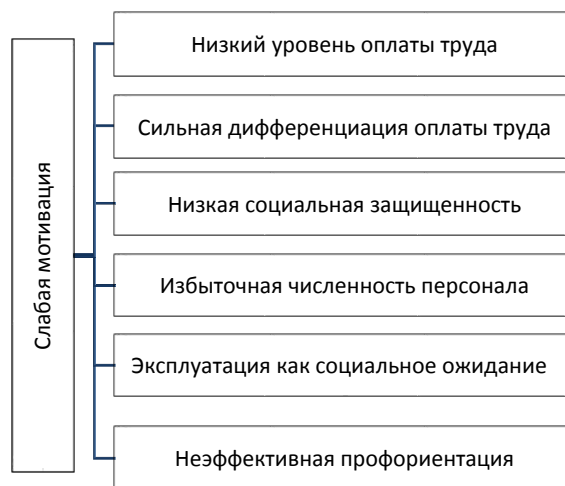 Слабая мотивация
Низкий уровень оплаты труда
Сильная дифференциация оплаты труда
Низкая социальная защищенность
Избыточная численность персонала
Эксплуатация как социальное ожидание
Неэффективная профориентация